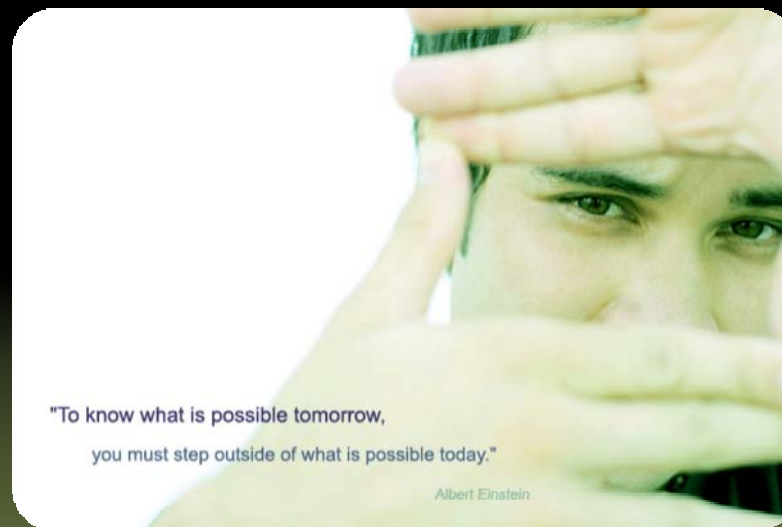 "To know what is possible tomorrow,
you must step outside of what is possible today."
Albert Einstein